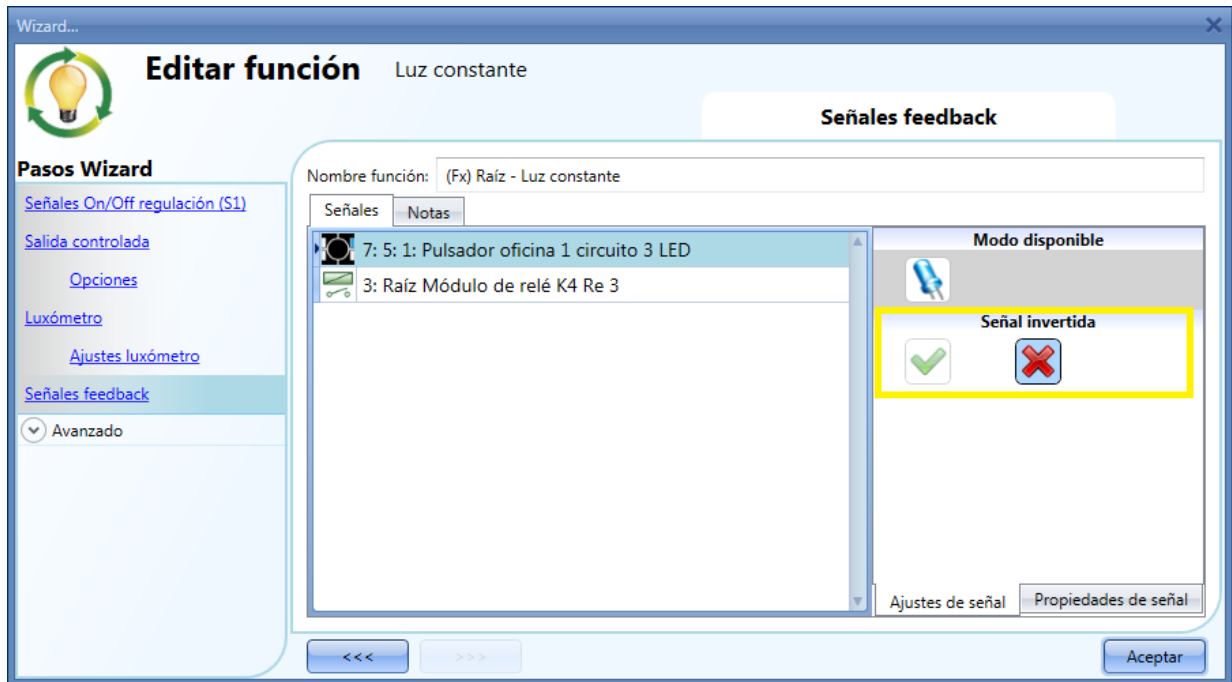 Wizard...
Editar función
Luz constante
Señales feedback
Pasos Wizard
Señales On/Off regulación (S1)
Salida controlada
Opciones
Luxómetro
Ajustes luxómetro
Señales feedback
Avanzado
Nombre función: (Fx) Raíz - Luz constante
Señales Notas
7: 5: 1: Pulsador oficina 1 circuito 3 LED
3: Raíz Módulo de relé K4 Re 3
Modo disponible
Señal invertida
Ajustes de señal Propiedades de señal
<<< >>> Aceptar